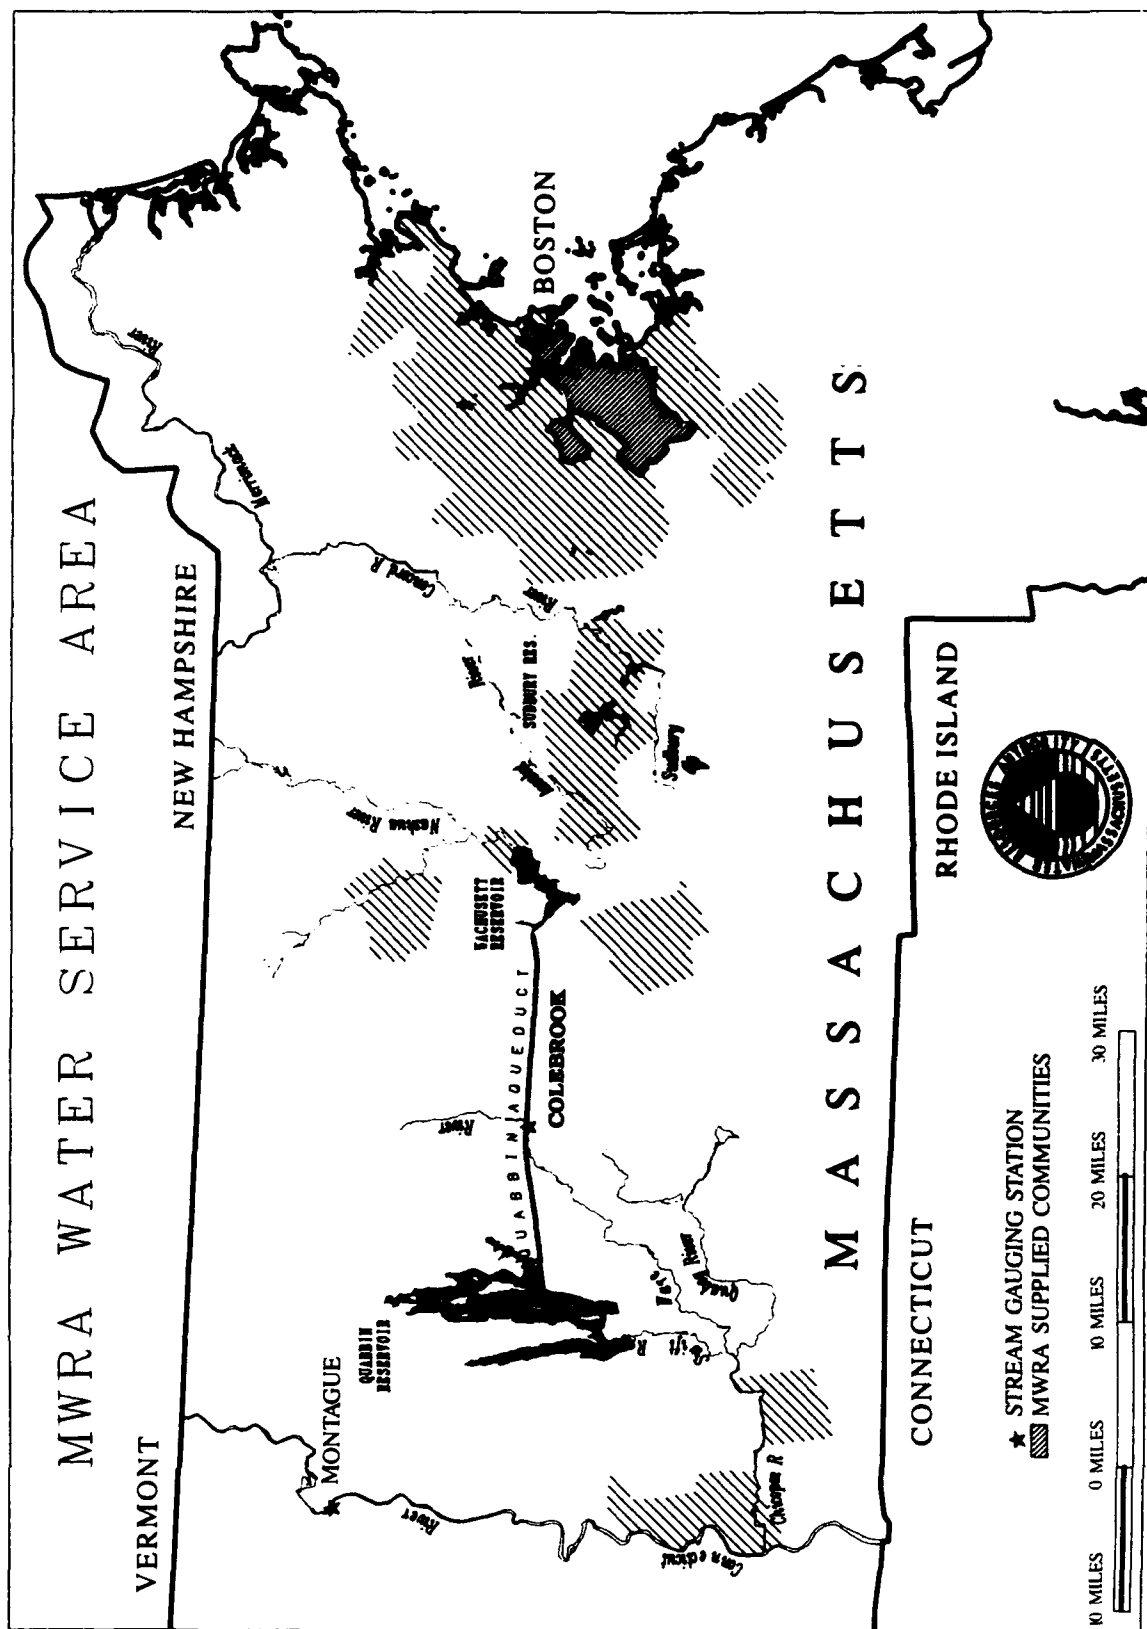 MWRA WATER SERVICE AREA
VERMONT
NEW HAMPSHIRE
MONTAGUE
River
Merrimack
River
Concord R
River
River
Nashua River
SUDBURY RES.
Sudbury
BOSTON
QUABBIN
RESERVOIR
WACHUSETT
RESERVOIR
QUABBIN AQUEDUCT
COLEBROOK
River
Ware
River
Swift
R
Connecticut
Chicopee R
MASSACHUSETTS
CONNECTICUT
RHODE ISLAND
STREAM GAUGING STATION
MWRA SUPPLIED COMMUNITIES
10 MILES 0 MILES 10 MILES 20 MILES 30 MILES